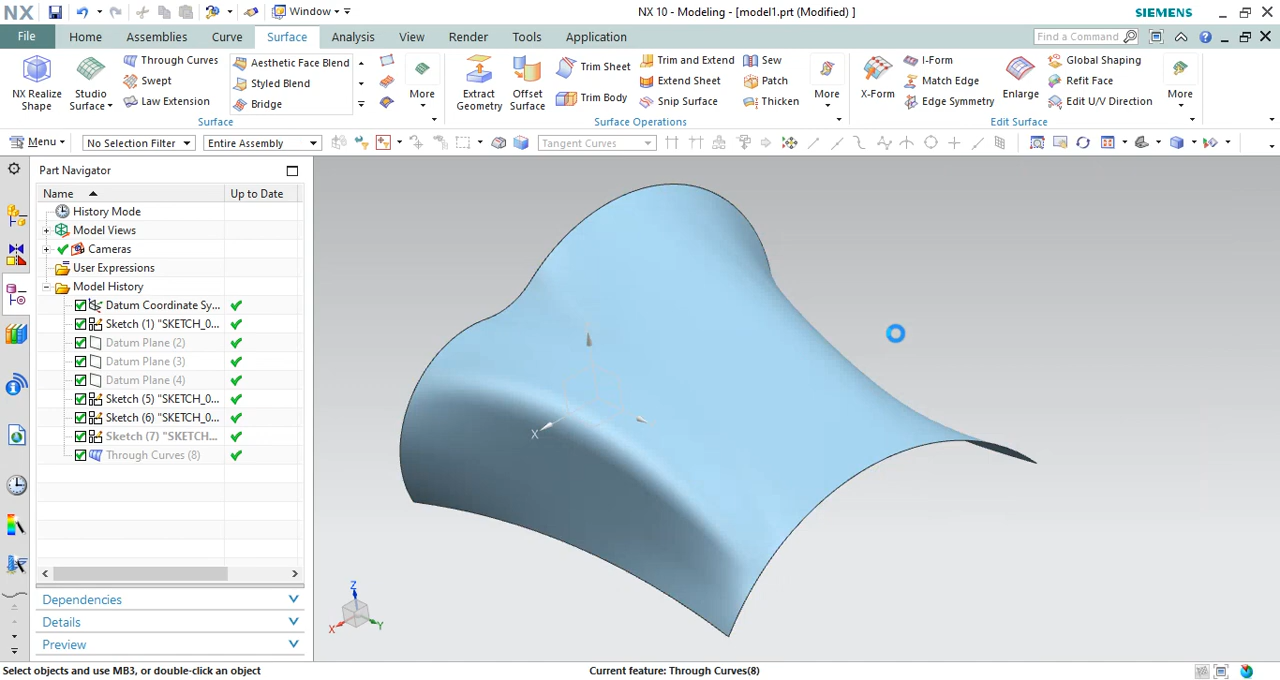 NX
Window
NX 10 - Modeling - [model1.prt (Modified) ]
SIEMENS
File
Home
Assemblies
Curve
Surface
Analysis
View
Render
Tools
Application
Find a Command
NX Realize
Shape
Studio
Surface
Through Curves
Swept
Law Extension
Aesthetic Face Blend
Styled Blend
Bridge
More
Surface
Extract
Geometry
Offset
Surface
Trim Sheet
Trim Body
Trim and Extend
Extend Sheet
Snip Surface
Sew
Patch
Thicken
More
Surface Operations
X-Form
I-Form
Match Edge
Edge Symmetry
Enlarge
Global Shaping
Refit Face
Edit U/V Direction
More
Edit Surface
Menu
No Selection Filter
Entire Assembly
Tangent Curves
Part Navigator
Name
Up to Date
History Mode
Model Views
Cameras
User Expressions
Model History
Datum Coordinate Sy...
Sketch (1) "SKETCH_0...
Datum Plane (2)
Datum Plane (3)
Datum Plane (4)
Sketch (5) "SKETCH_0...
Sketch (6) "SKETCH_0...
Sketch (7) "SKETCH...
Through Curves (8)
Dependencies
Details
Preview
X
Z
X
Y
Select objects and use MB3, or double-click an object
Current feature: Through Curves(8)